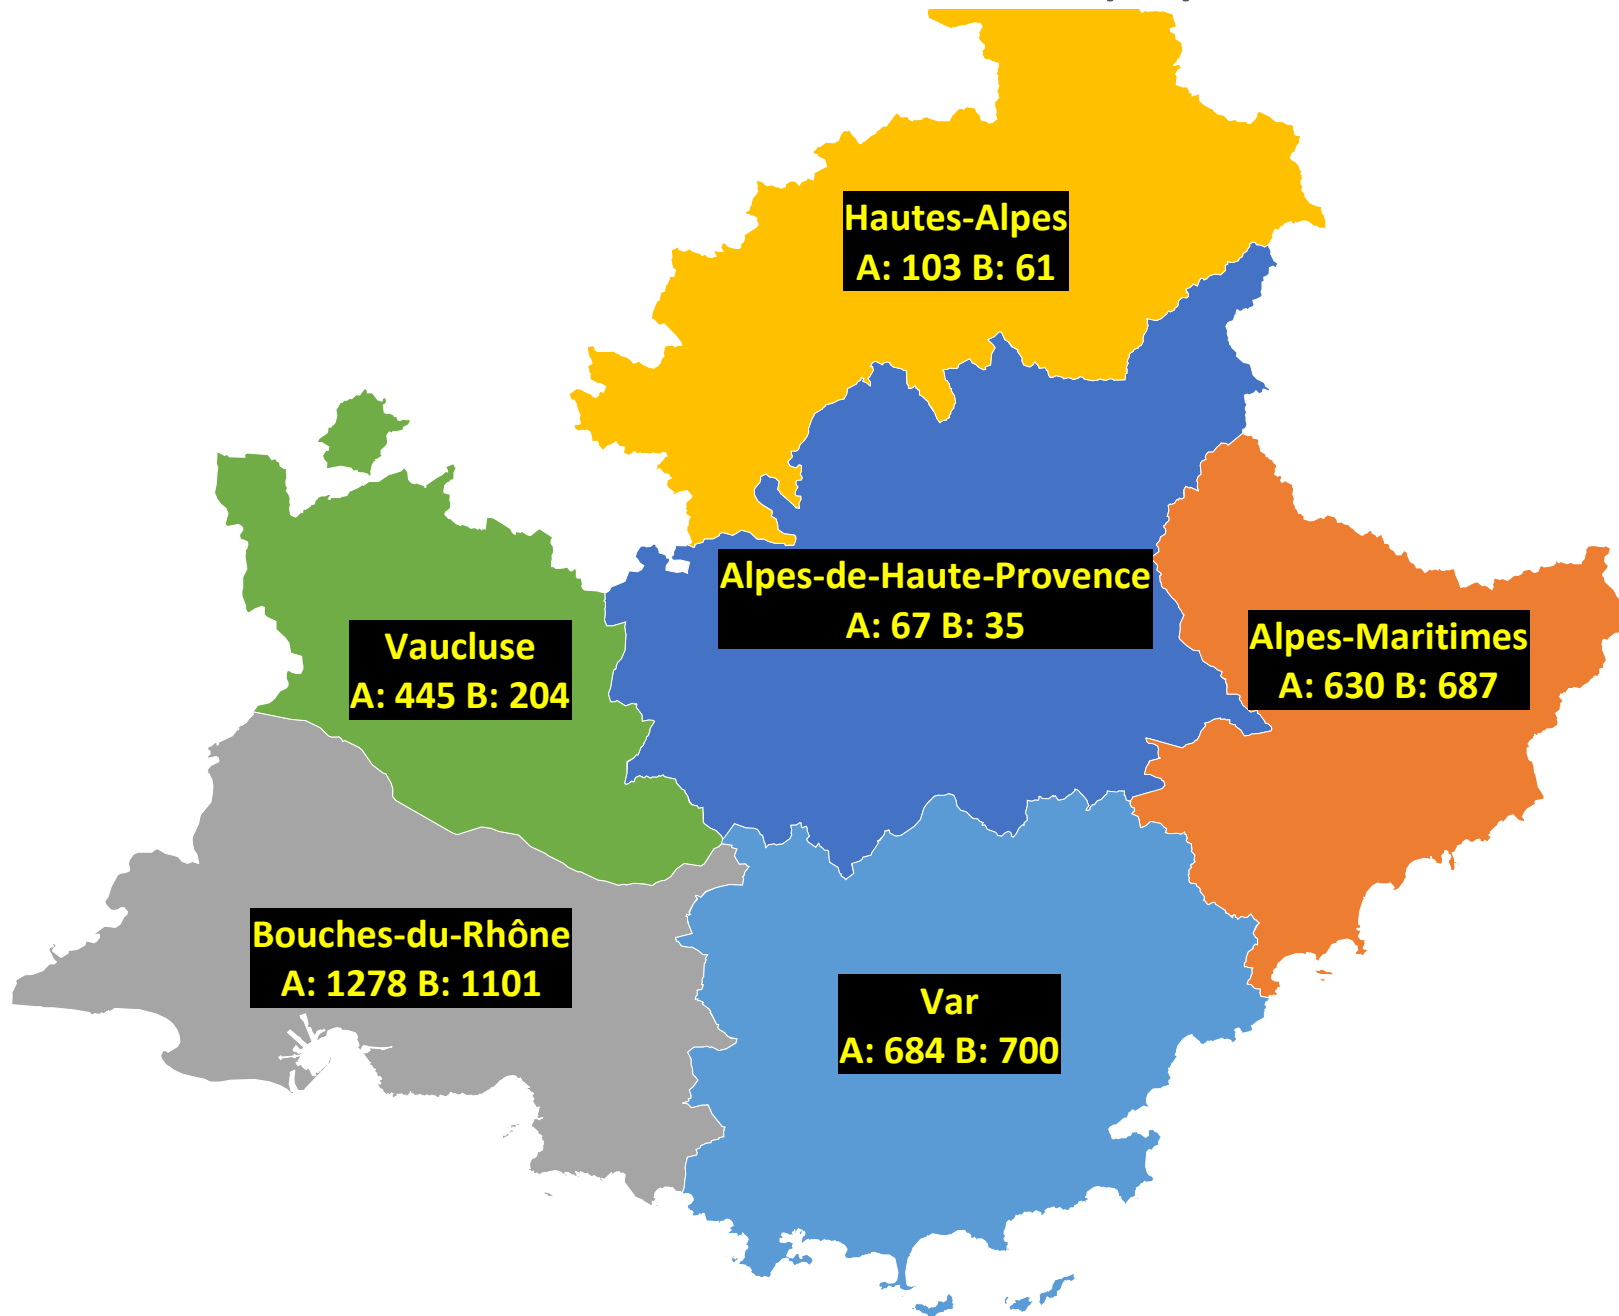 Hautes-Alpes
A: 103 B: 61
Alpes-de-Haute-Provence
A: 67 B: 35
Alpes-Maritimes
A: 630 B: 687
Vaucluse
A: 445 B: 204
Bouches-du-Rhône
A: 1278 B: 1101
Var
A: 684 B: 700